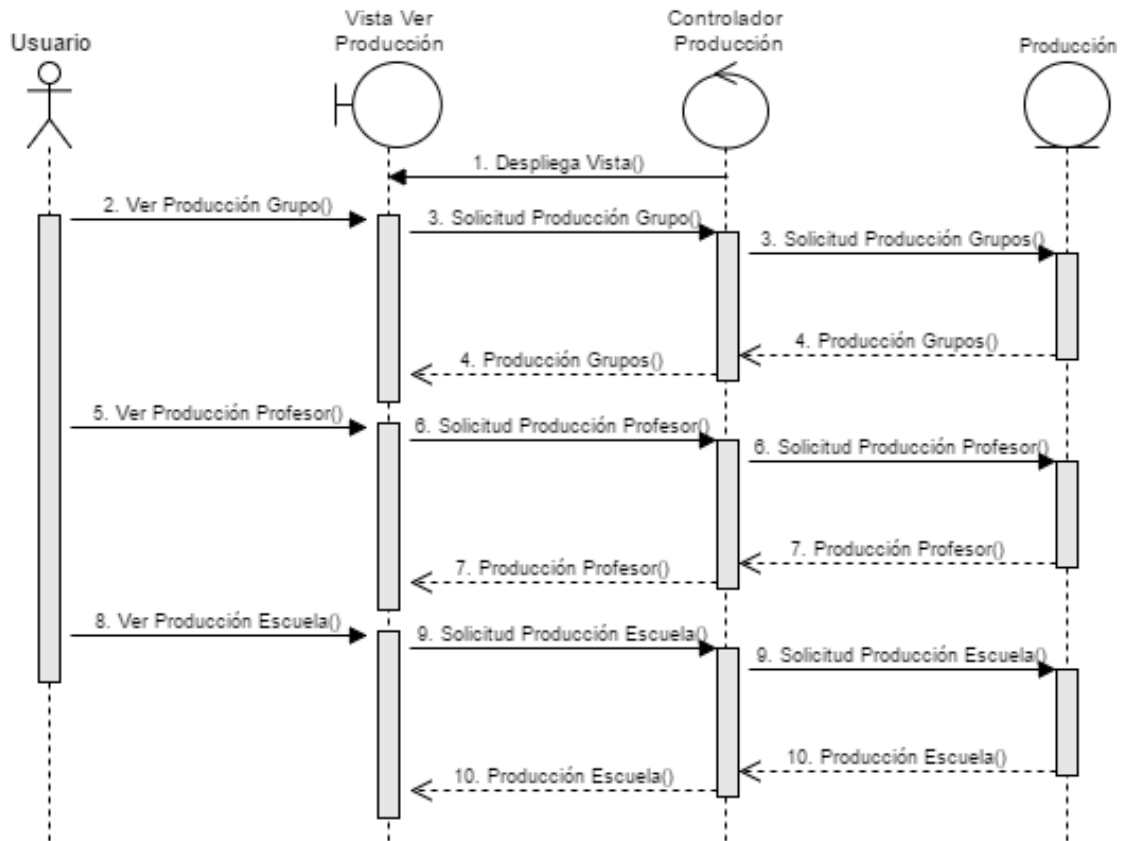 Usuario
Vista Ver
Producción
Controlador
Producción
Producción
1. Despliega Vista()
2. Ver Producción Grupo()
3. Solicitud Producción Grupo()
3. Solicitud Producción Grupos()
4. Producción Grupos()
4. Producción Grupos()
5. Ver Producción Profesor()
6. Solicitud Producción Profesor()
6. Solicitud Producción Profesor()
7. Producción Profesor()
7. Producción Profesor()
8. Ver Producción Escuela()
9. Solicitud Producción Escuela()
9. Solicitud Producción Escuela()
10. Producción Escuela()
10. Producción Escuela()